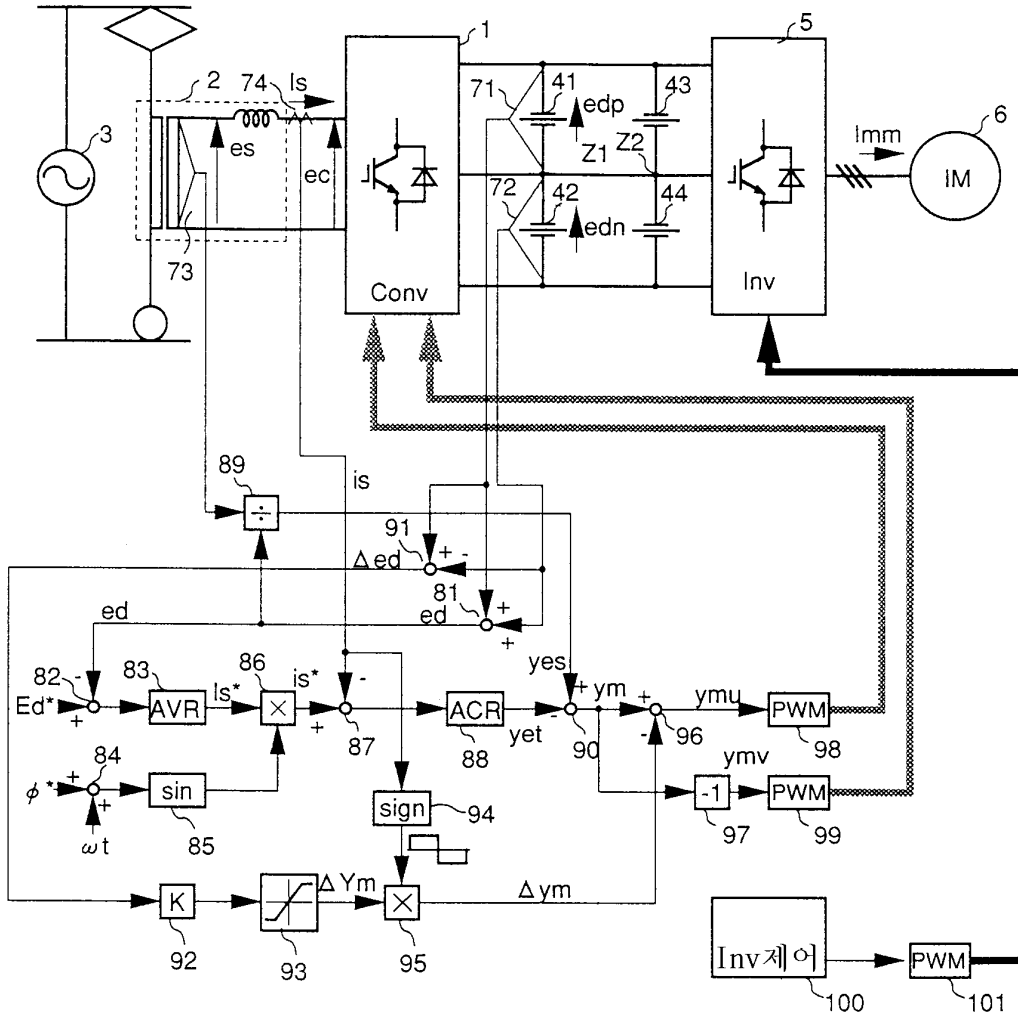 1
5
2
74
Is
71
41
edp
43
6
3
es
ec
Z1
Z2
Imm
IM
72
42
edn
44
73
Conv
Inv
89
÷
is
91
+
-
Δed
81
+
+
ed
ed
82
-
Ed*
+
83
AVR
Is*
86
×
is*
-
+
87
ACR
88
yet
yes
+
-
90
ym
+
-
96
ymu
PWM
98
ymv
-1
97
PWM
99
84
+
ϕ*
+
ωt
sin
85
sign
94
K
92
93
ΔYm
×
95
Δym
Inv제어
100
PWM
101